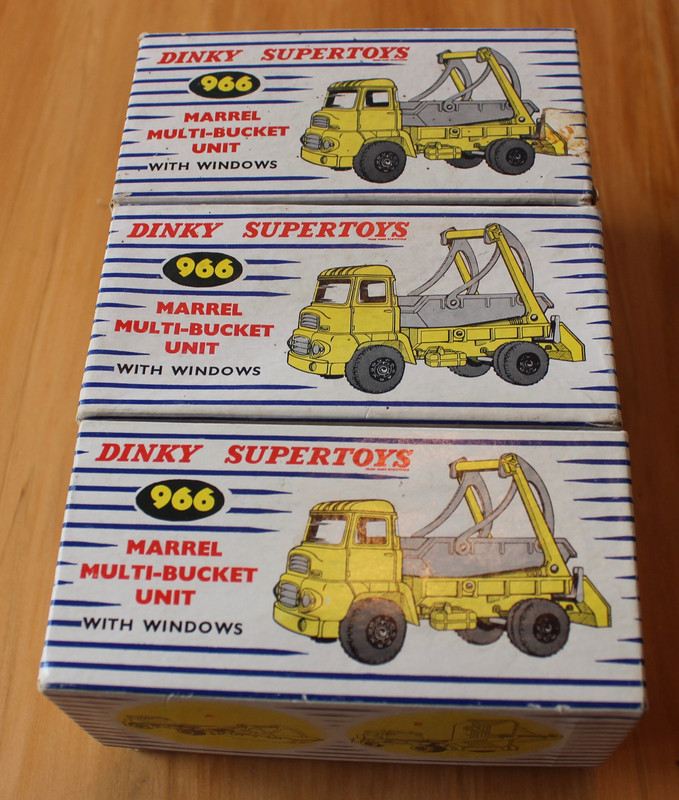 DINKY SUPERTOYS
966
MARREL
MULTI-BUCKET
UNIT
WITH WINDOWS
DINKY SUPERTOYS
966
MARREL
MULTI-BUCKET
UNIT
WITH WINDOWS
DINKY SUPERTOYS
966
MARREL
MULTI-BUCKET
UNIT
WITH WINDOWS